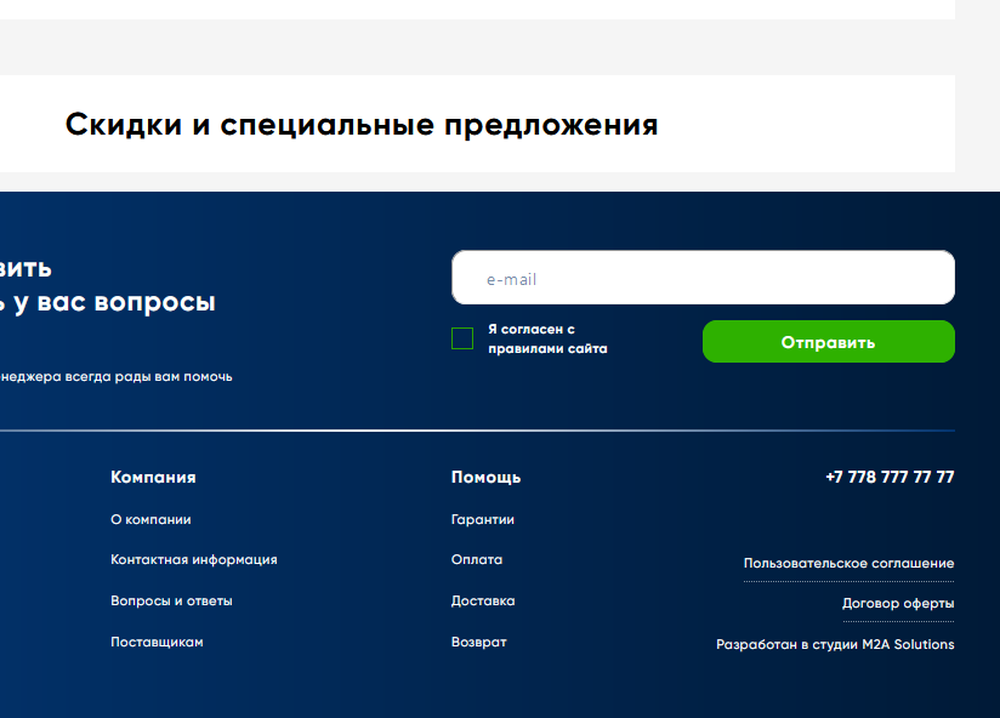 Скидки и специальные предложения
у вас вопросы
e-mail
Я согласен с
правилами сайта
Отправить
всегда рады вам помочь
Компания
О компании
Контактная информация
Вопросы и ответы
Поставщикам
Помощь
Гарантии
Оплата
Доставка
Возврат
+7 778 777 77 77
Пользовательское соглашение
Договор оферты
Разработан в студии M2A Solutions